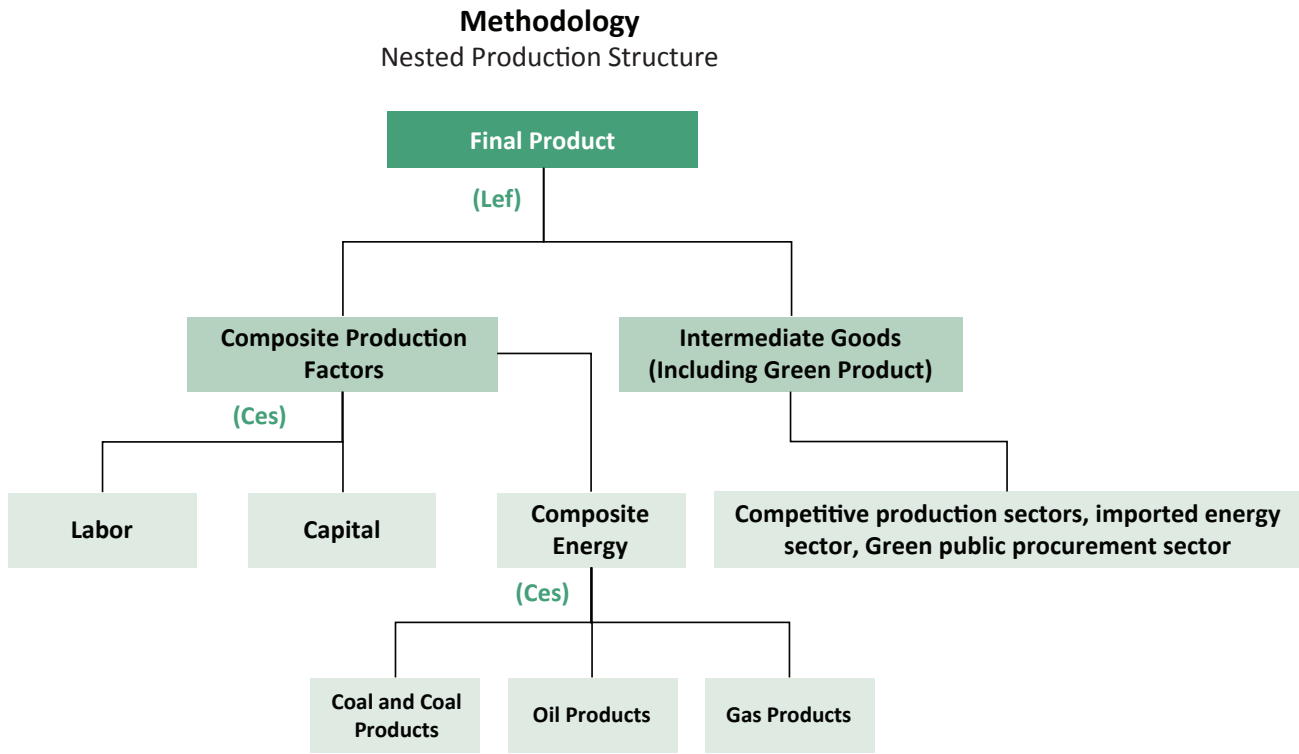 Methodology
Nested Production Structure
Final Product
(Lef)
Composite Production
Factors
Intermediate Goods
(Including Green Product)
(Ces)
Labor
Capital
Composite
Energy
Competitive production sectors, imported energy
sector, Green public procurement sector
(Ces)
Coal and Coal
Products
Oil Products
Gas Products